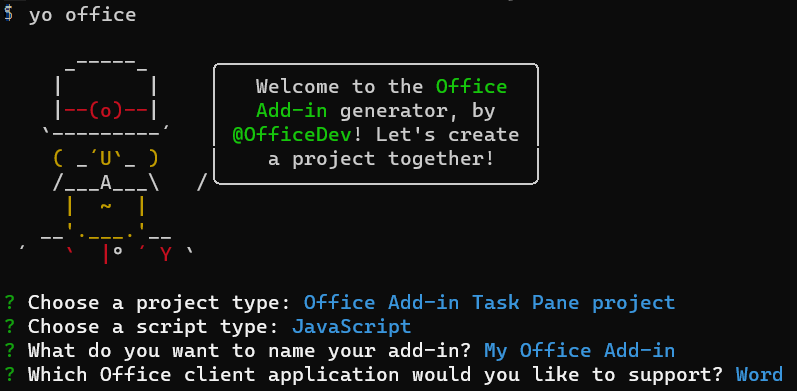 $ yo office
Welcome to the Office
Add-in generator, by
@OfficeDev! Let's create
a project together!
? Choose a project type: Office Add-in Task Pane project
? Choose a script type: JavaScript
? What do you want to name your add-in? My Office Add-in
? Which Office client application would you like to support? Word